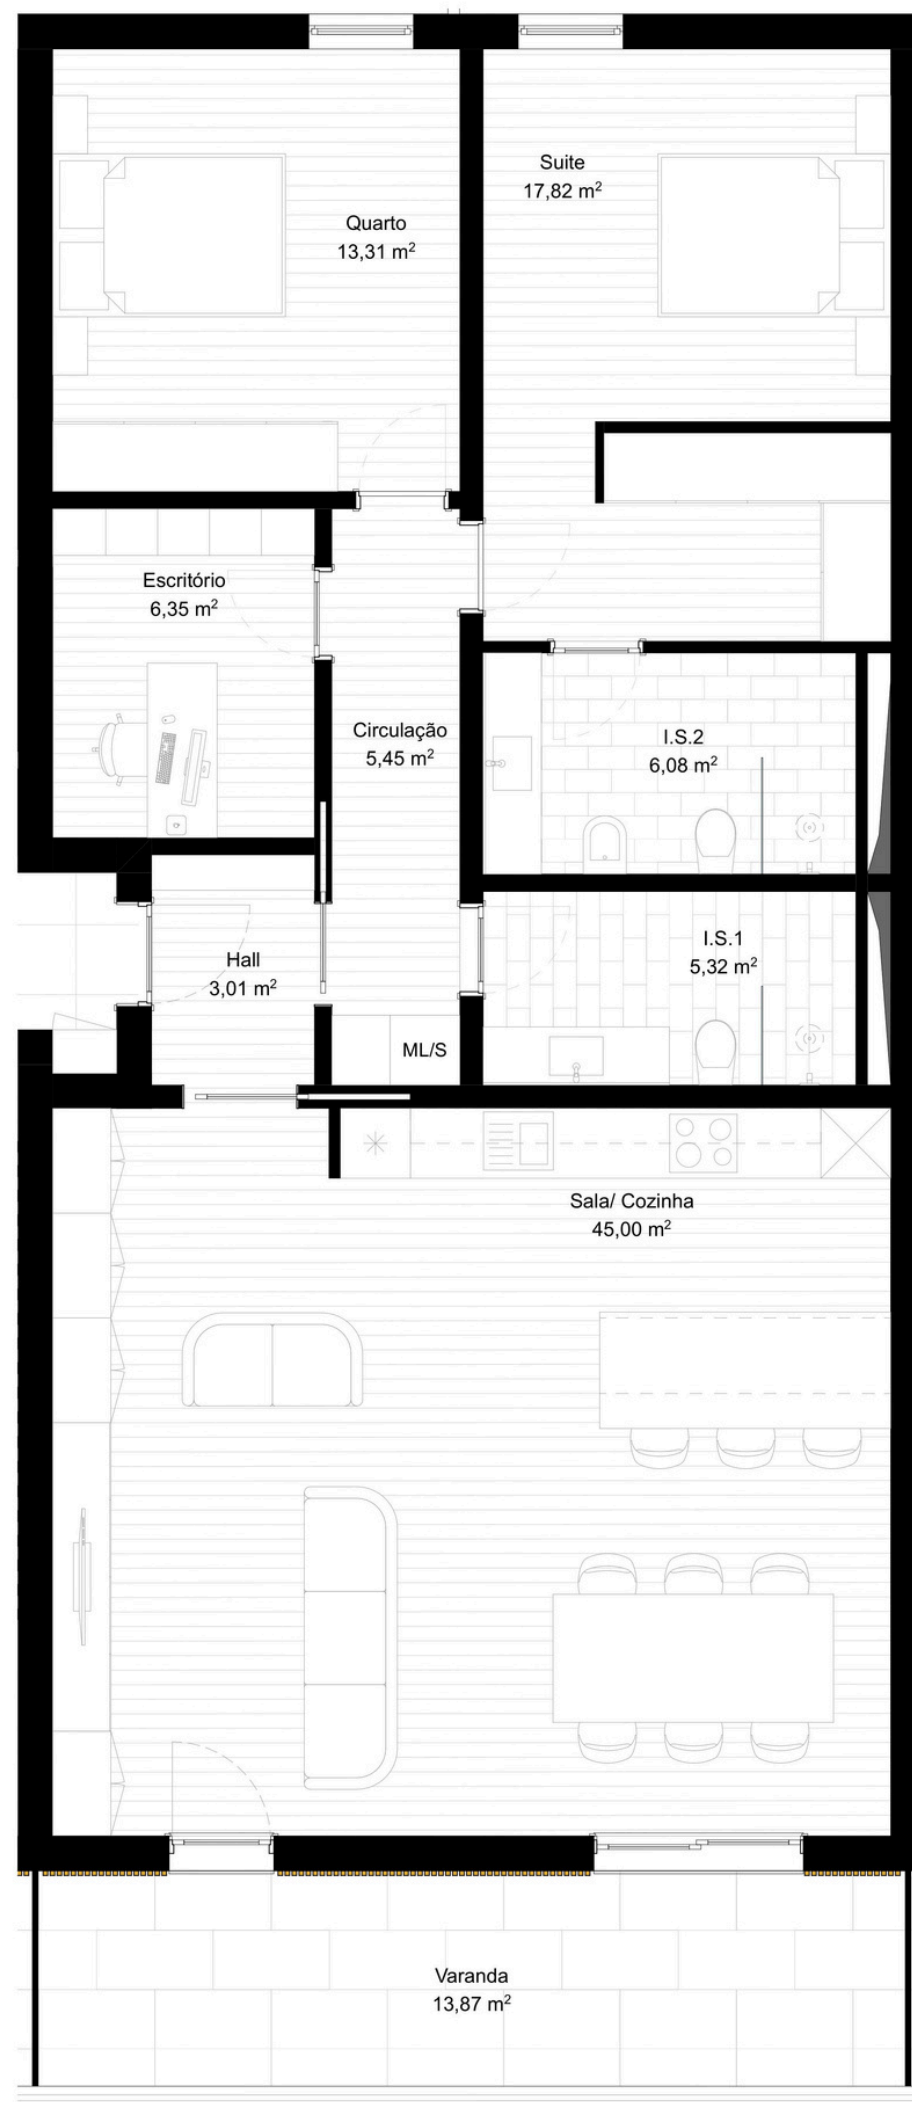 Suite
17,82 m²
Quarto
13,31 m²
Escritório
6,35 m²
Circulação
5,45 m²
I.S.2
6,08 m²
I.S.1
5,32 m²
Hall
3,01 m²
ML/S
Sala/ Cozinha
45,00 m²
Varanda
13,87 m²